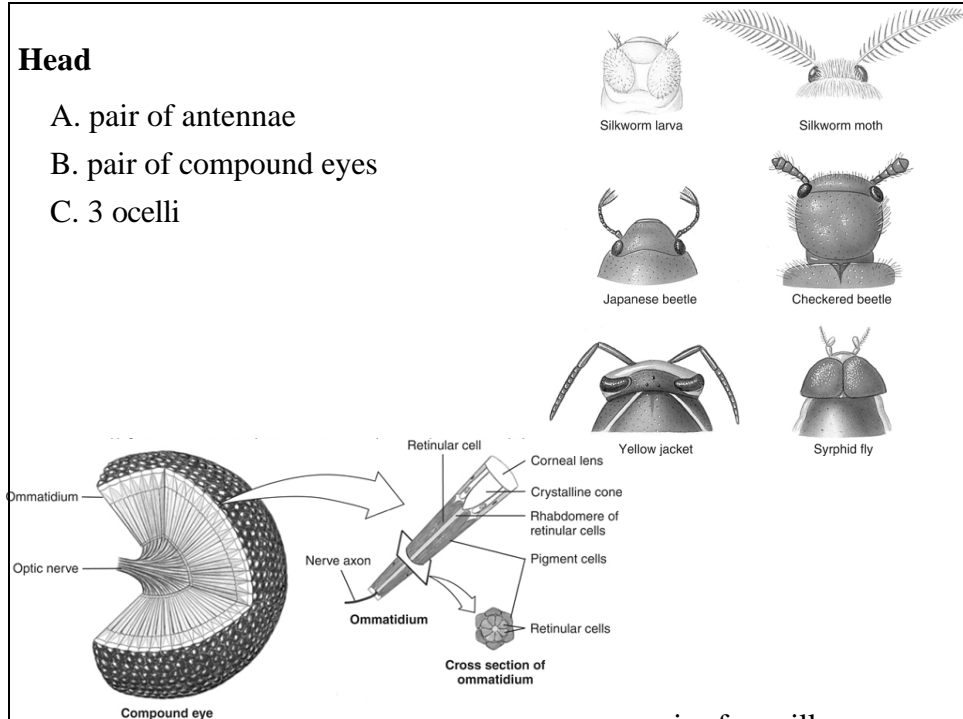 Head
A. pair of antennae
B. pair of compound eyes
C. 3 ocelli
Silkworm larva
Silkworm moth
Japanese beetle
Checkered beetle
Yellow jacket
Syrphid fly
Ommatidium
Optic nerve
Compound eye
Retinular cell
Corneal lens
Crystalline cone
Rhabdomere of
retinular cells
Pigment cells
Nerve axon
Ommatidium
Retinular cells
Cross section of
ommatidium